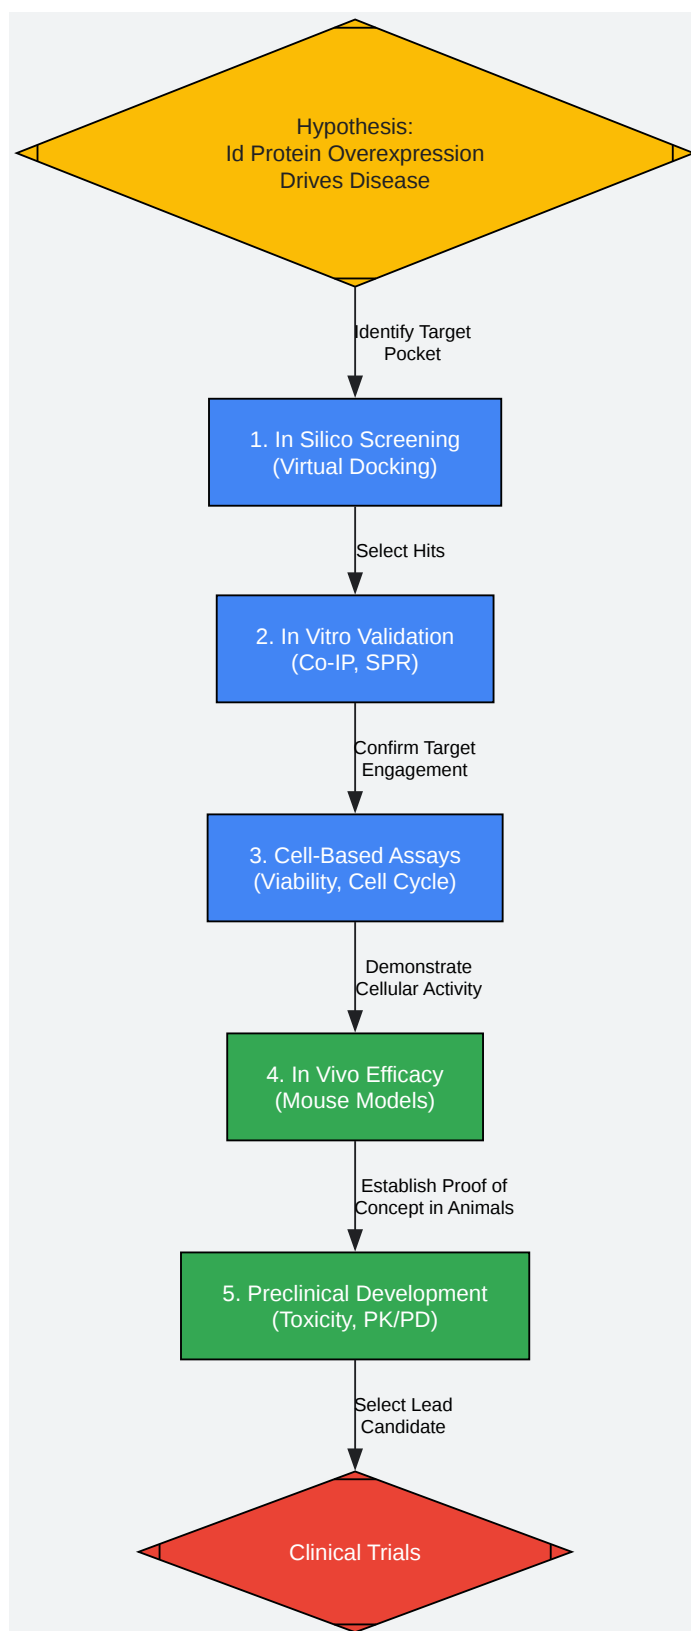 Hypothesis:
Id Protein Overexpression
Drives Disease
Identify Target
Pocket
1. In Silico Screening
(Virtual Docking)
Select Hits
2. In Vitro Validation
(Co-IP, SPR)
Confirm Target
Engagement
3. Cell-Based Assays
(Viability, Cell Cycle)
Demonstrate
Cellular Activity
4. In Vivo Efficacy
(Mouse Models)
Establish Proof of
Concept in Animals
5. Preclinical Development
(Toxicity, PK/PD)
Select Lead
Candidate
Clinical Trials